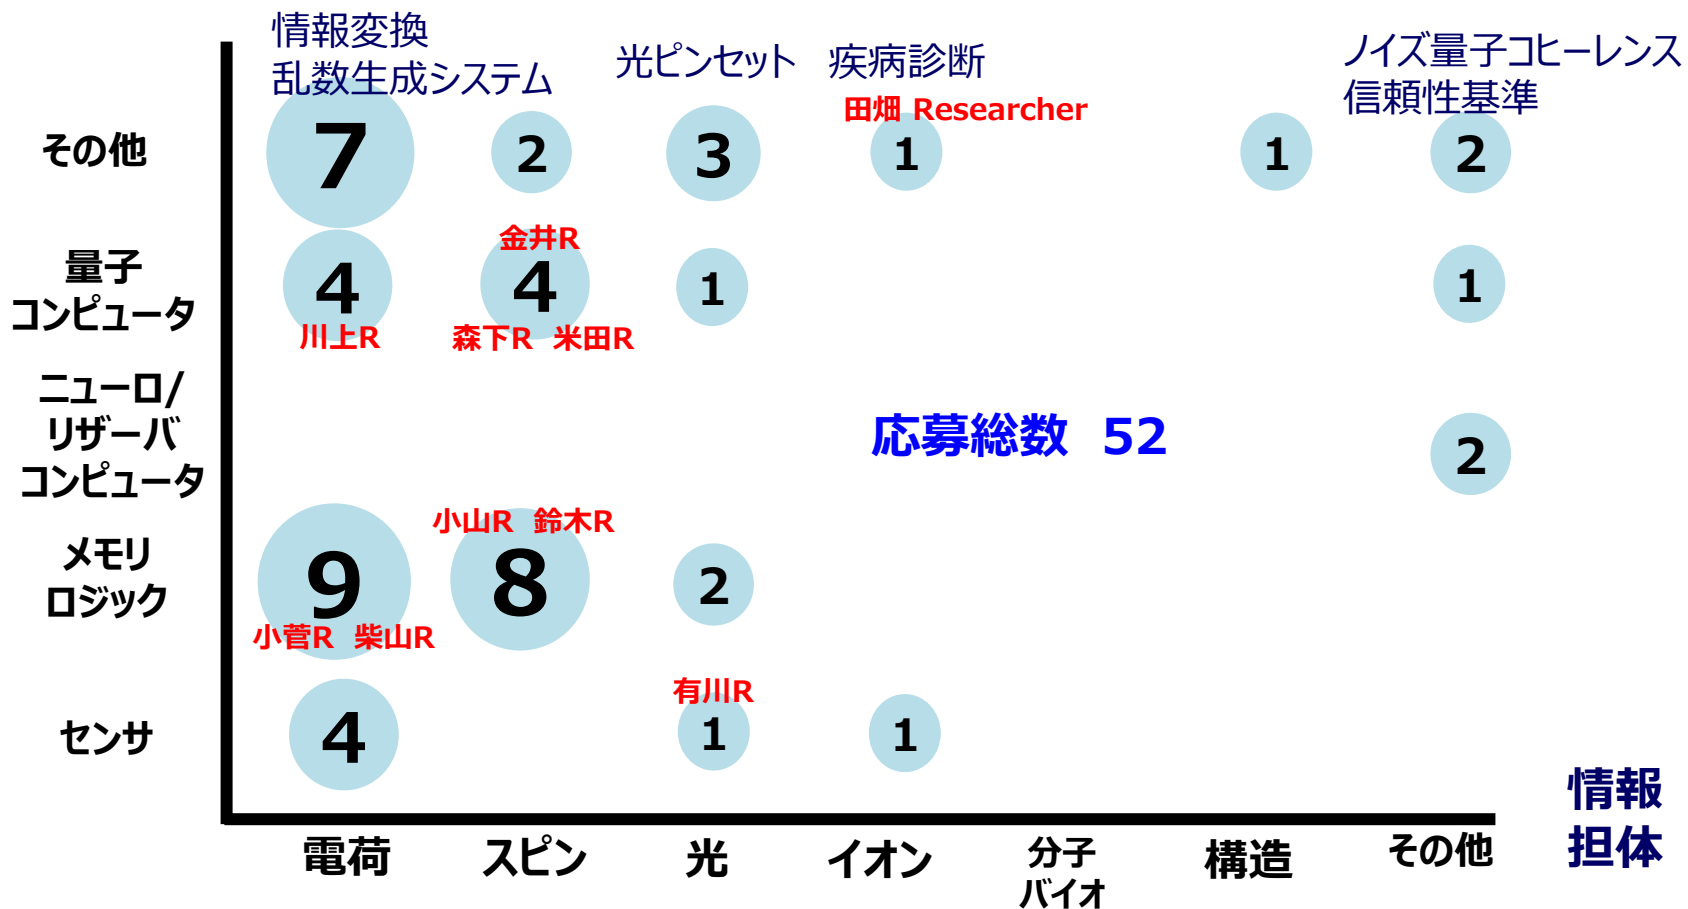 情報変換
乱数生成システム
光ピンセット
疾病診断
ノイズ量子コヒーレンス
信頼性基準
田畑 Researcher
その他
7
2
3
1
1
2
金井R
量子
コンピュータ
4
4
1
1
川上R
森下R 米田R
ニューロ/
リザーバ
コンピュータ
応募総数 52
2
小山R 鈴木R
メモリ
ロジック
9
8
2
小菅R 柴山R
有川R
センサ
4
1
1
電荷
スピン
光
イオン
分子
バイオ
構造
その他
情報
担体